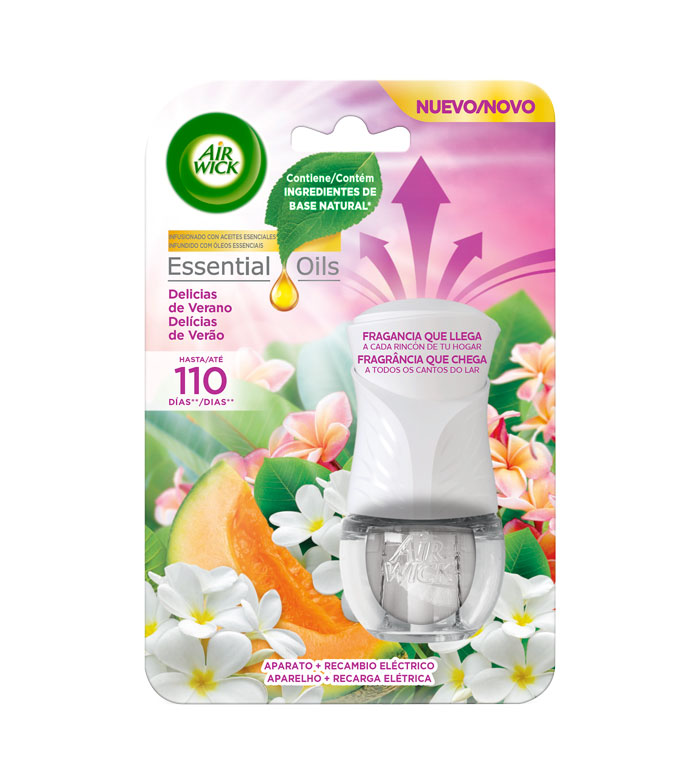 NUEVO/NOVO
AIR
WICK
Contiene/Contém
INGREDIENTES DE
BASE NATURAL*
INFUSIONADO CON ACEITES ESENCIALES*
INFUNDIDO COM ÓLEOS ESSENCIAIS
Essential Oils
Delicias
de Verano
Delícias
de Verão
HASTA/ATÉ
110
DÍAS**/DIAS**
FRAGANCIA QUE LLEGA
A CADA RINCÓN DE TU HOGAR
FRAGRÂNCIA QUE CHEGA
A TODOS OS CANTOS DO LAR
AIR
WICK
APARATO + RECAMBIO ELÉCTRICO
APARELHO + RECARGA ELÉTRICA